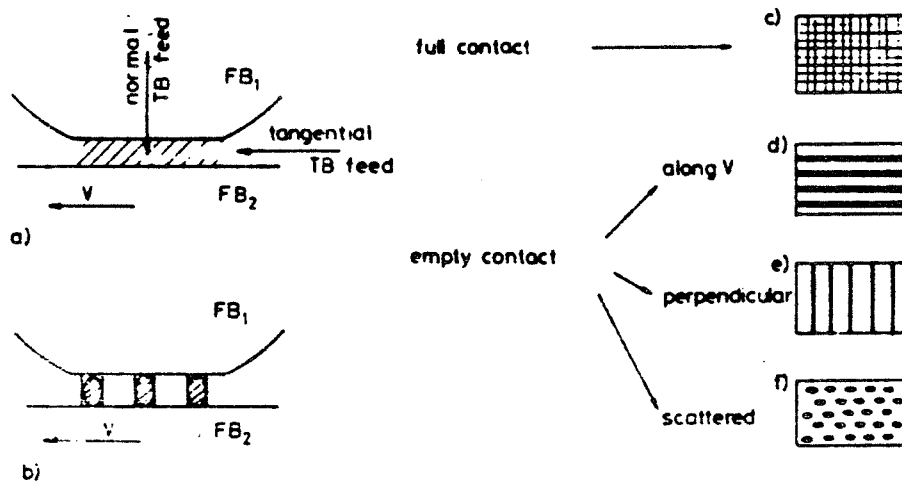 normal
TB feed
FB₁
tangential
TB feed
V
FB₂
a)
FB₁
V
FB₂
b)
full contact
c)
along V
d)
empty contact
e)
perpendicular
f)
scattered